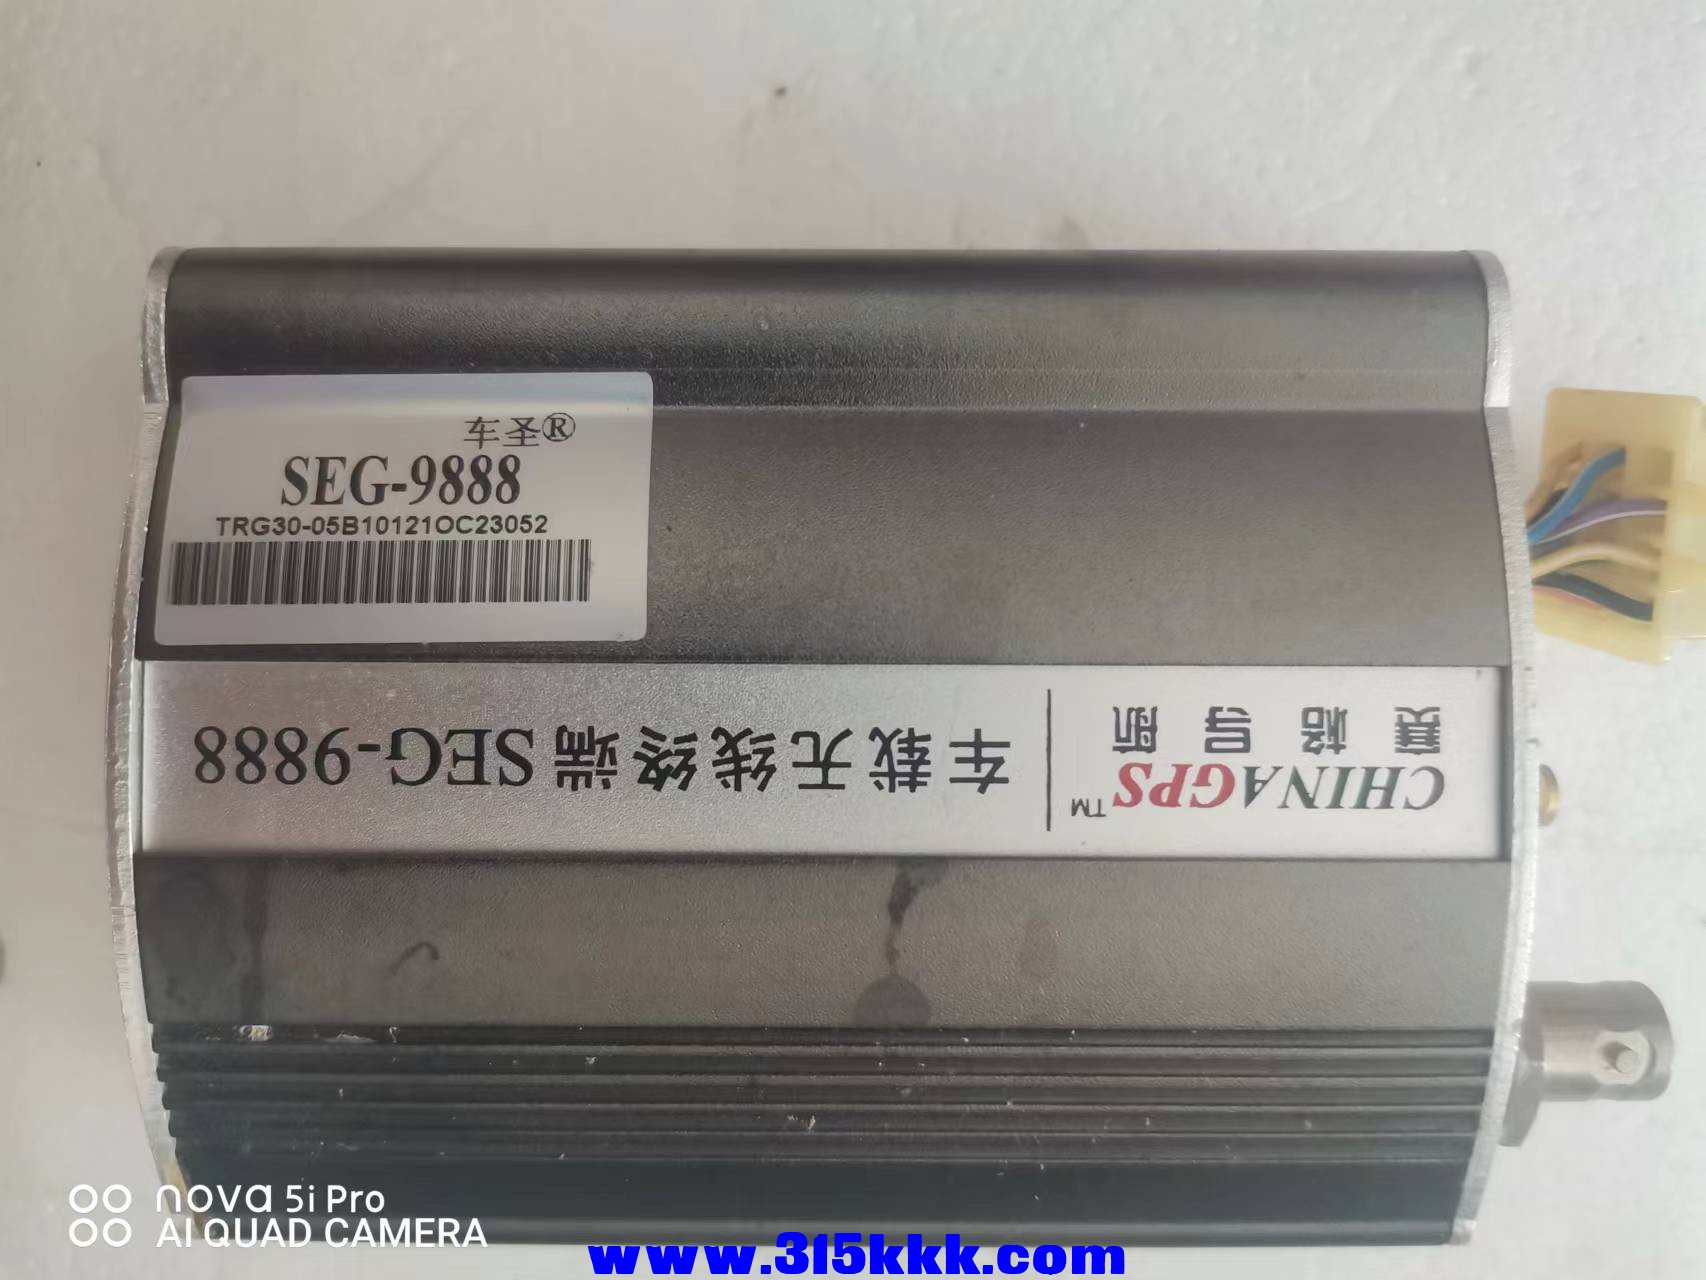 车圣®
SEG-9888
TRG30-05B101210C23052
CHINAGPS™
赛格导航
车载无线终端SEG-9888
nova 5i Pro
AI QUAD CAMERA
www.315kkk.com